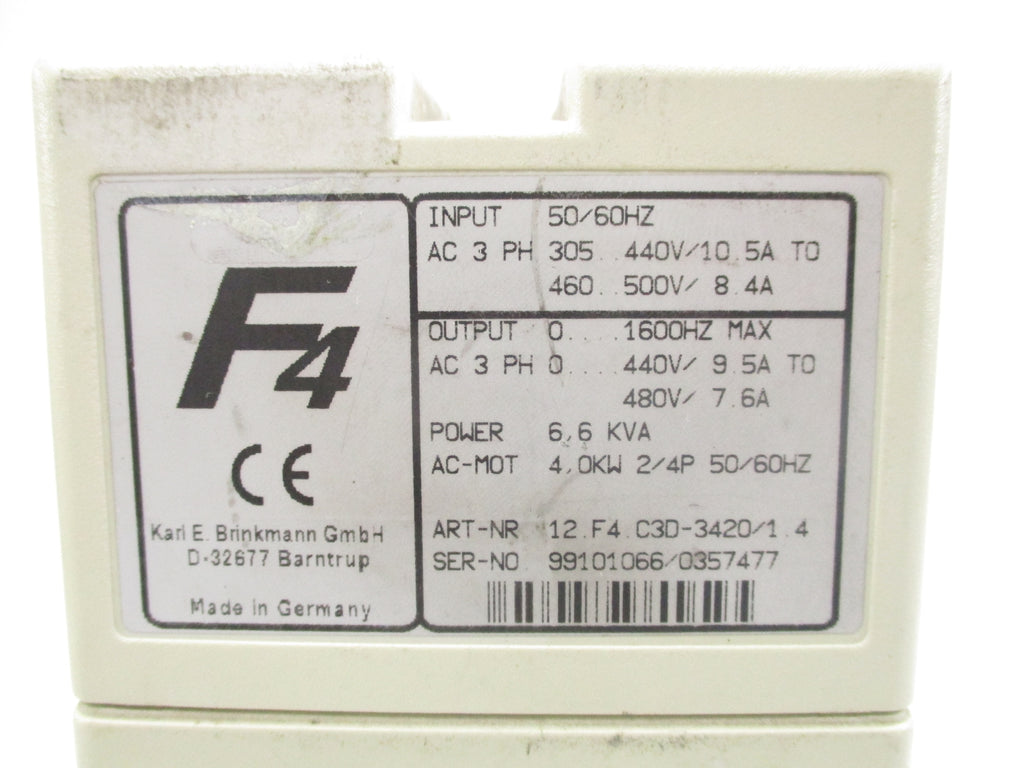 F4
CE
Karl E. Brinkmann GmbH
D-32677 Barntrup
Made in Germany
INPUT 50/60HZ
AC 3 PH 305..440V/10.5A TO
460..500V/ 8.4A
OUTPUT 0....1600HZ MAX
AC 3 PH 0....440V/ 9.5A TO
480V/ 7.6A
POWER 6,6 KVA
AC-MOT 4,0KW 2/4P 50/60HZ
ART-NR 12.F4.C3D-3420/1.4
SER-NO 99101066/0357477